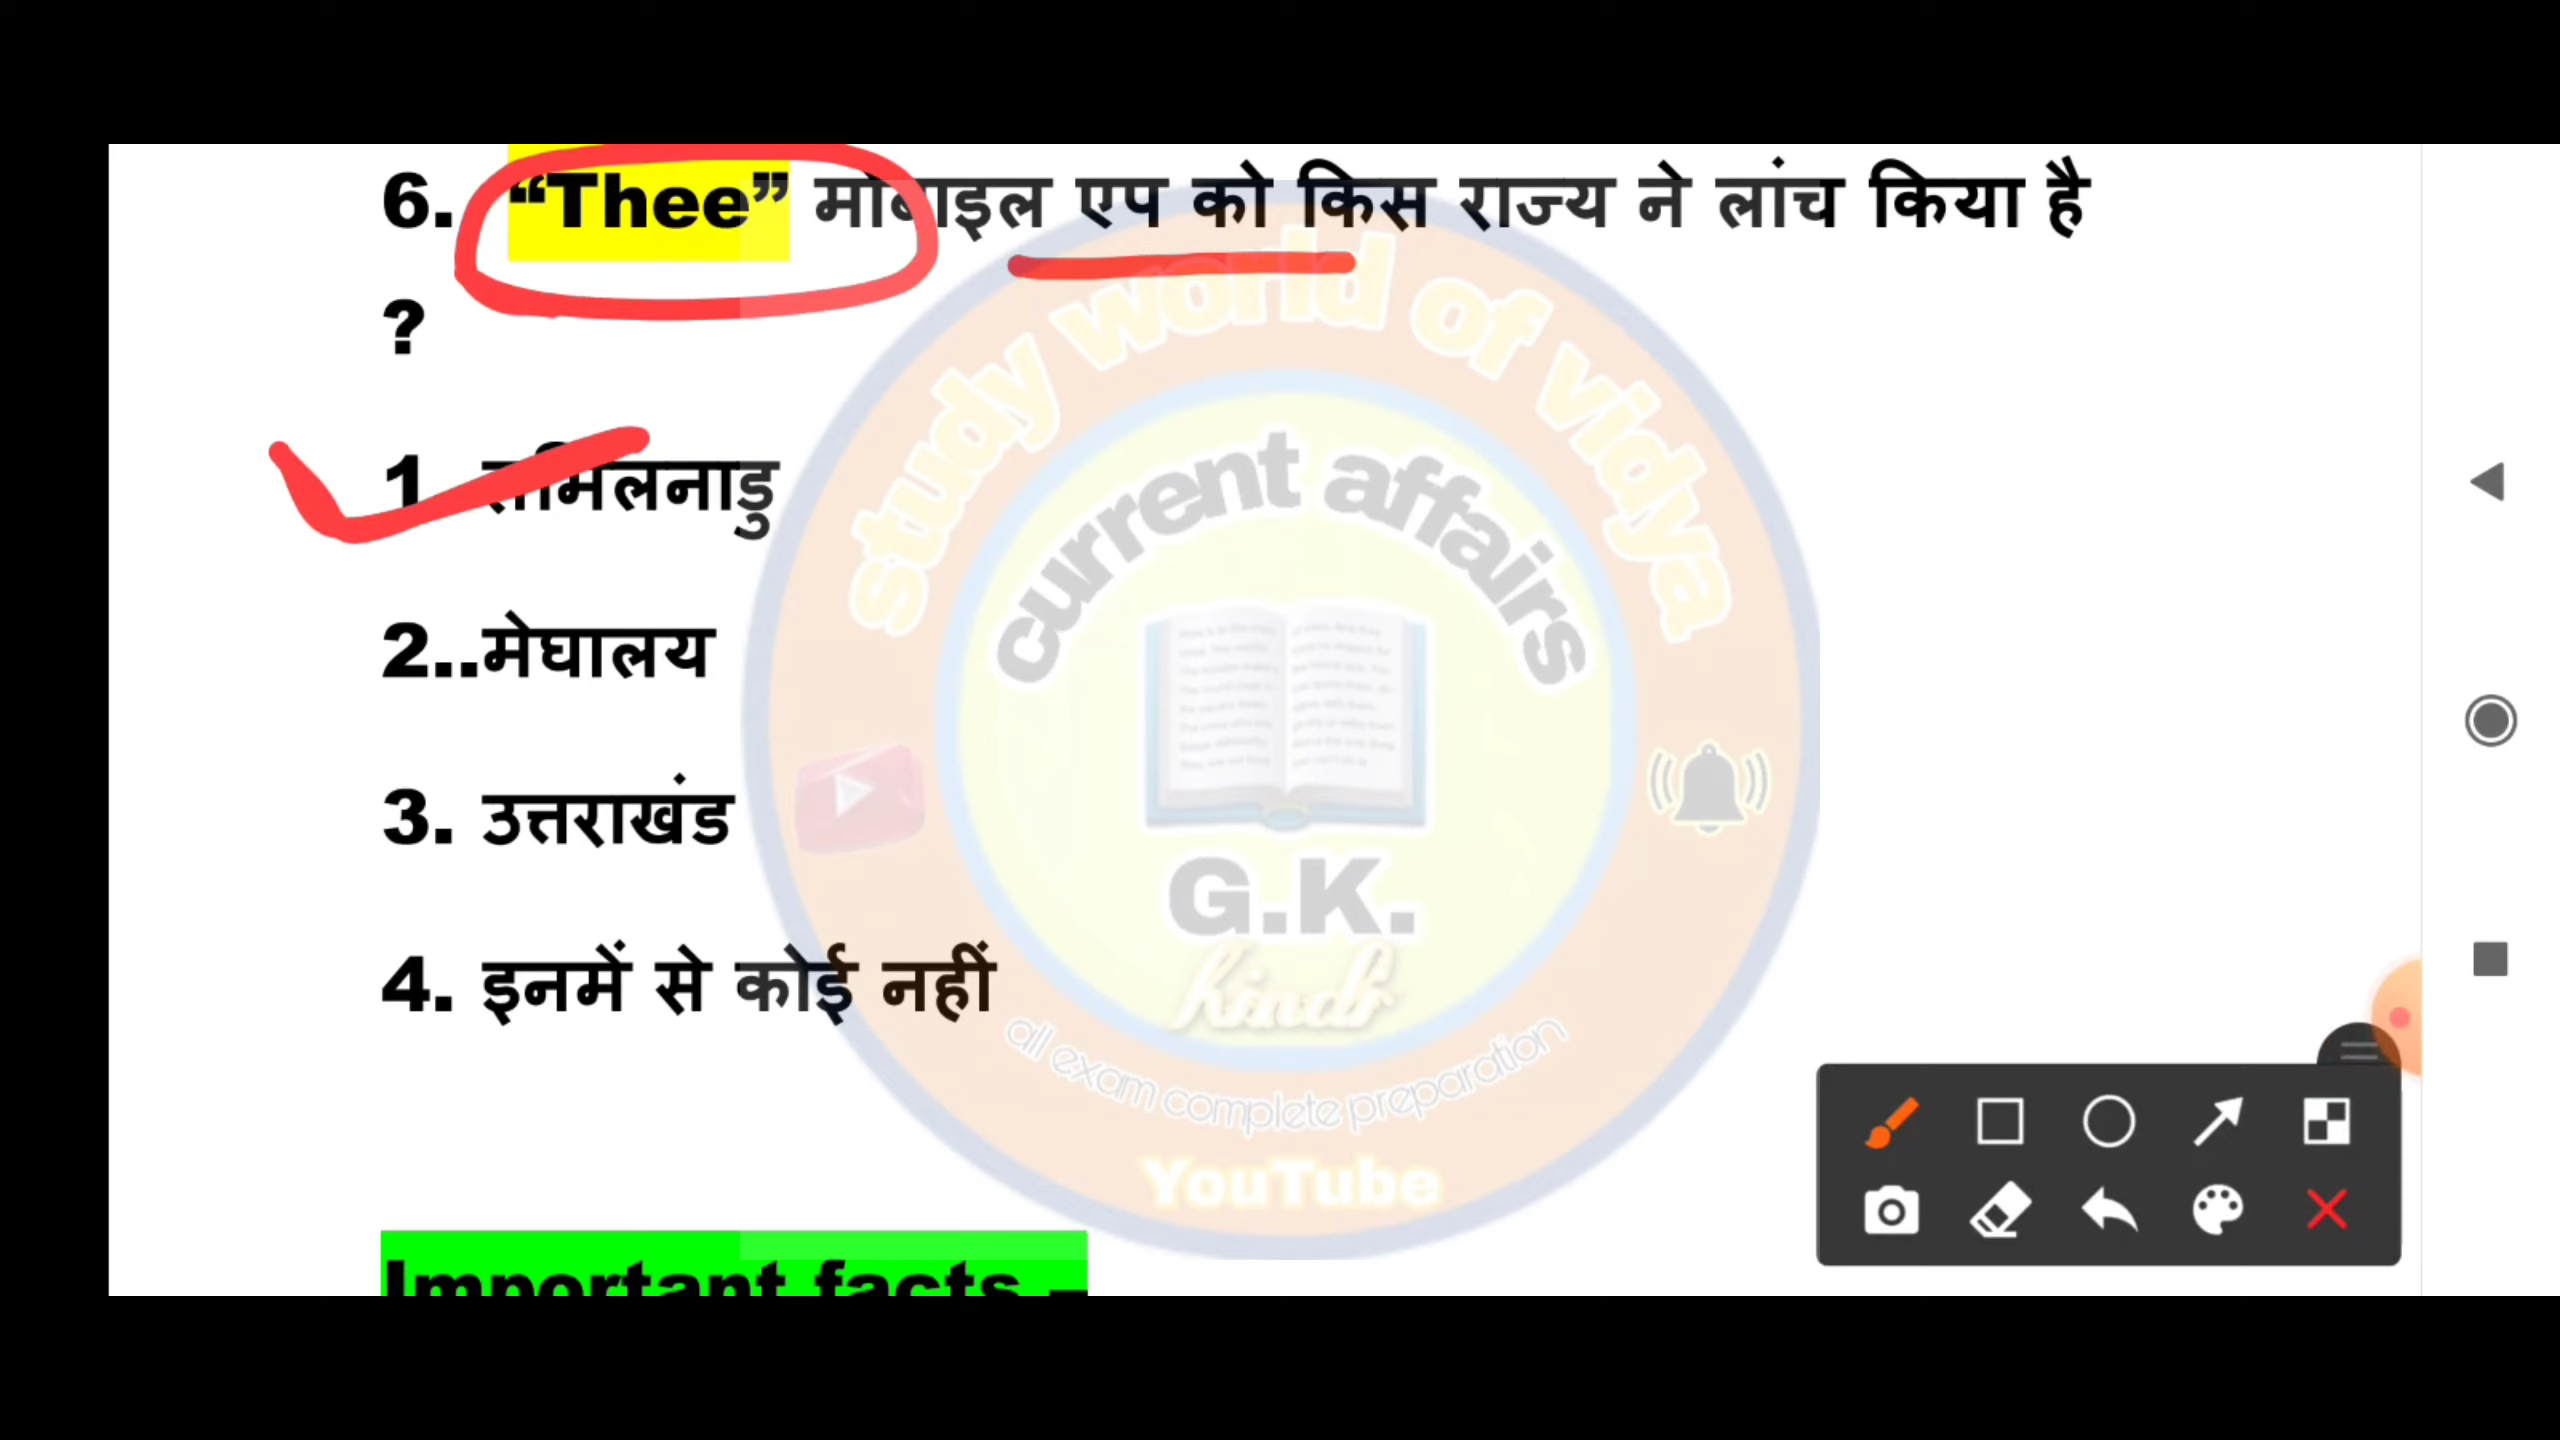 6. “Thee” मोबाइल एप को किस राज्य ने लांच किया है
?
1 तमिलनाडु
2..मेघालय
3. उत्तराखंड
4. इनमें से कोई नहीं
study world of vidya
current affairs
G.K.
hindi
all exam complete preparation
YouTube
Important facts –